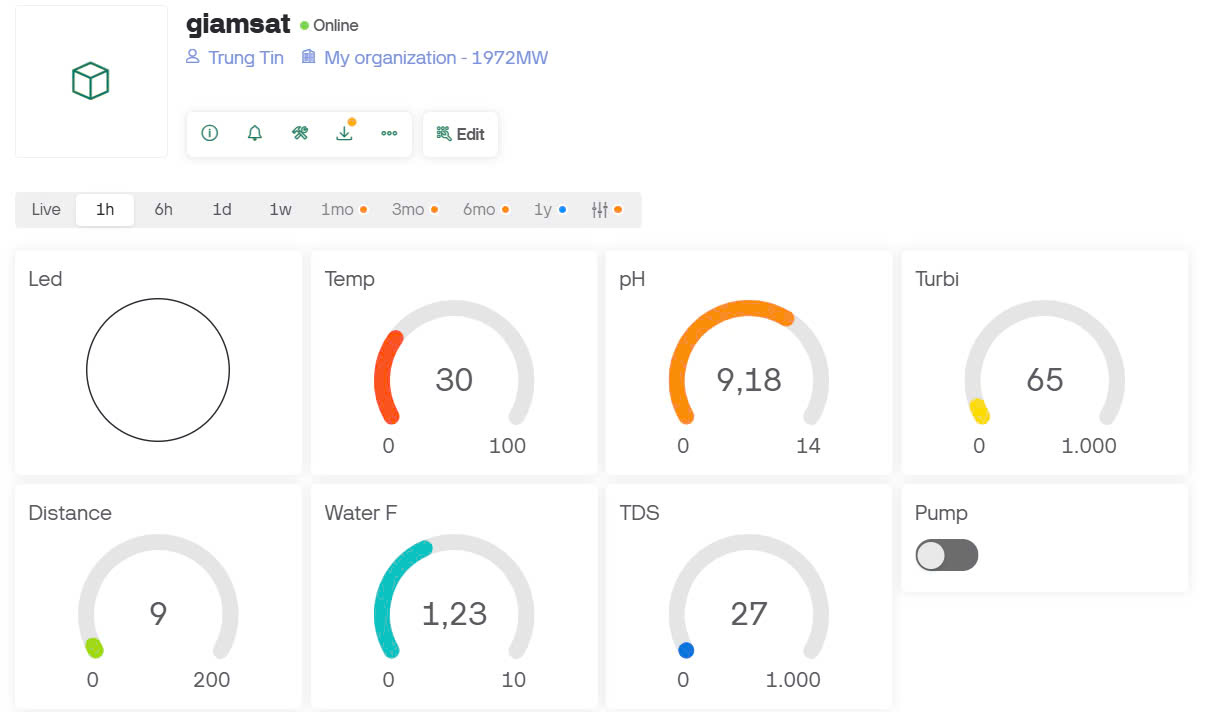 giamsat Online
Trung Tin My organization - 1972MW
Edit
Live 1h 6h 1d 1w 1mo 3mo 6mo 1y
Led Temp pH Turbi
30 9,18 65
0 100 0 14 0 1.000
Distance Water F TDS Pump
9 1,23 27
0 200 0 10 0 1.000